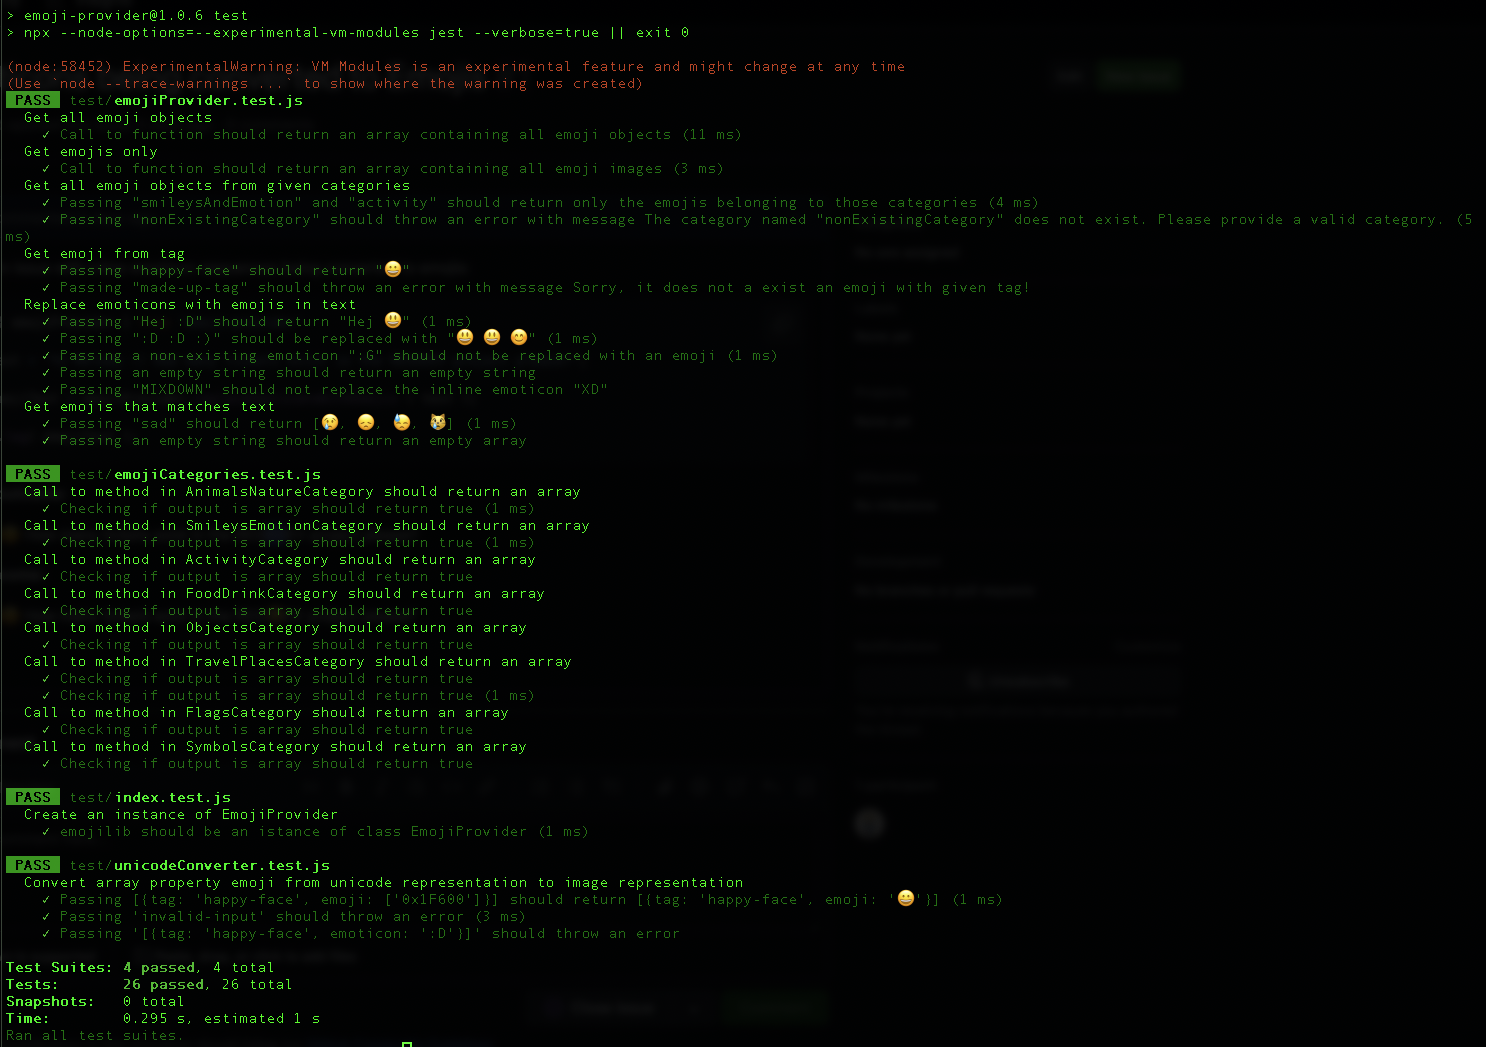 > emoji-provider@1.0.6 test
> npx --node-options=--experimental-vm-modules jest --verbose=true || exit 0
(node:58452) ExperimentalWarning: VM Modules is an experimental feature and might change at any time
(Use `node --trace-warnings ...` to show where the warning was created)
PASS test/emojiProvider.test.js
Get all emoji objects
✓ Call to function should return an array containing all emoji objects (11 ms)
Get emojis only
✓ Call to function should return an array containing all emoji images (3 ms)
Get all emoji objects from given categories
✓ Passing "smileysAndEmotion" and "activity" should return only the emojis belonging to those categories (4 ms)
✓ Passing "nonExistingCategory" should throw an error with message The category named "nonExistingCategory" does not exist. Please provide a valid category. (5
ms)
Get emoji from tag
✓ Passing "happy-face" should return "😀"
✓ Passing "made-up-tag" should throw an error with message Sorry, it does not a exist an emoji with given tag!
Replace emoticons with emojis in text
✓ Passing "Hej :D" should return "Hej 😃" (1 ms)
✓ Passing ":D :D :)" should be replaced with "😃 😃 😊" (1 ms)
✓ Passing a non-existing emoticon ":G" should not be replaced with an emoji (1 ms)
✓ Passing an empty string should return an empty string
✓ Passing "MIXDOWN" should not replace the inline emoticon "XD"
Get emojis that matches text
✓ Passing "sad" should return [😢, 😞, 😓, 😿] (1 ms)
✓ Passing an empty string should return an empty array
PASS test/emojiCategories.test.js
Call to method in AnimalsNatureCategory should return an array
✓ Checking if output is array should return true (1 ms)
Call to method in SmileysEmotionCategory should return an array
✓ Checking if output is array should return true (1 ms)
Call to method in ActivityCategory should return an array
✓ Checking if output is array should return true
Call to method in FoodDrinkCategory should return an array
✓ Checking if output is array should return true
Call to method in ObjectsCategory should return an array
✓ Checking if output is array should return true
Call to method in TravelPlacesCategory should return an array
✓ Checking if output is array should return true
✓ Checking if output is array should return true (1 ms)
Call to method in FlagsCategory should return an array
✓ Checking if output is array should return true
Call to method in SymbolsCategory should return an array
✓ Checking if output is array should return true
PASS test/index.test.js
Create an instance of EmojiProvider
✓ emojilib should be an istance of class EmojiProvider (1 ms)
PASS test/unicodeConverter.test.js
Convert array property emoji from unicode representation to image representation
✓ Passing [{tag: 'happy-face', emoji: ['0x1F600']}] should return [{tag: 'happy-face', emoji: '😀'}] (1 ms)
✓ Passing 'invalid-input' should throw an error (3 ms)
✓ Passing '[{tag: 'happy-face', emoticon: ':D'}]' should throw an error
Test Suites: 4 passed, 4 total
Tests: 26 passed, 26 total
Snapshots: 0 total
Time: 0.295 s, estimated 1 s
Ran all test suites.